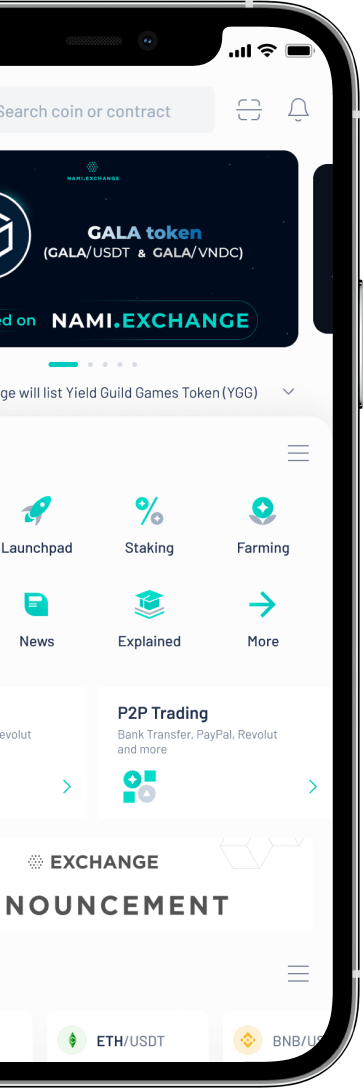 Search coin or contract
NAMI.EXCHANGE
GALA token
(GALA/USDT & GALA/VNDC)
ed on NAMI.EXCHANGE
ge will list Yield Guild Games Token (YGG)
Launchpad Staking Farming
News Explained More
P2P Trading
evolut Bank Transfer, PayPal, Revolut
and more
EXCHANGE
NOUNCEMENT
ETH/USDT BNB/US